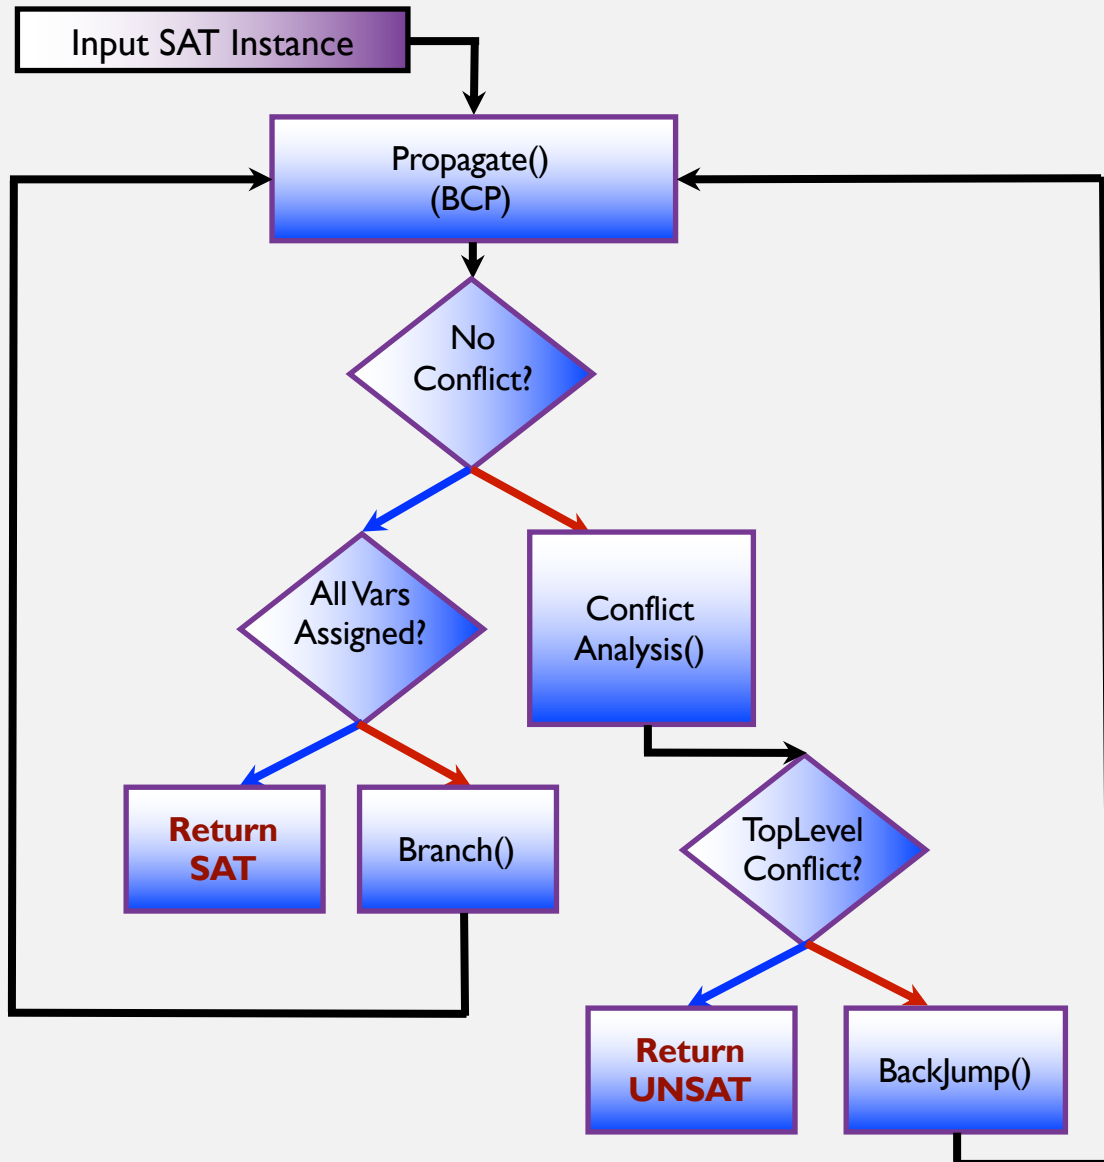 Input SAT Instance
Propagate()
(BCP)
No
Conflict?
All Vars
Assigned?
Conflict
Analysis()
Return
SAT
Branch()
TopLevel
Conflict?
Return
UNSAT
BackJump()